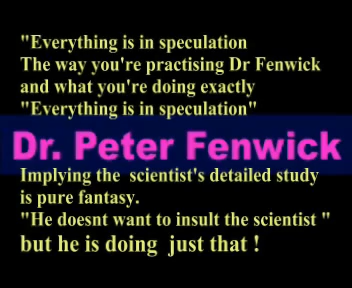 "Everything is in speculation
The way you're practising Dr Fenwick
and what you're doing exactly
"Everything is in speculation"
Dr. Peter Fenwick
Implying the scientist's detailed study
is pure fantasy.
"He doesnt want to insult the scientist "
but he is doing just that !